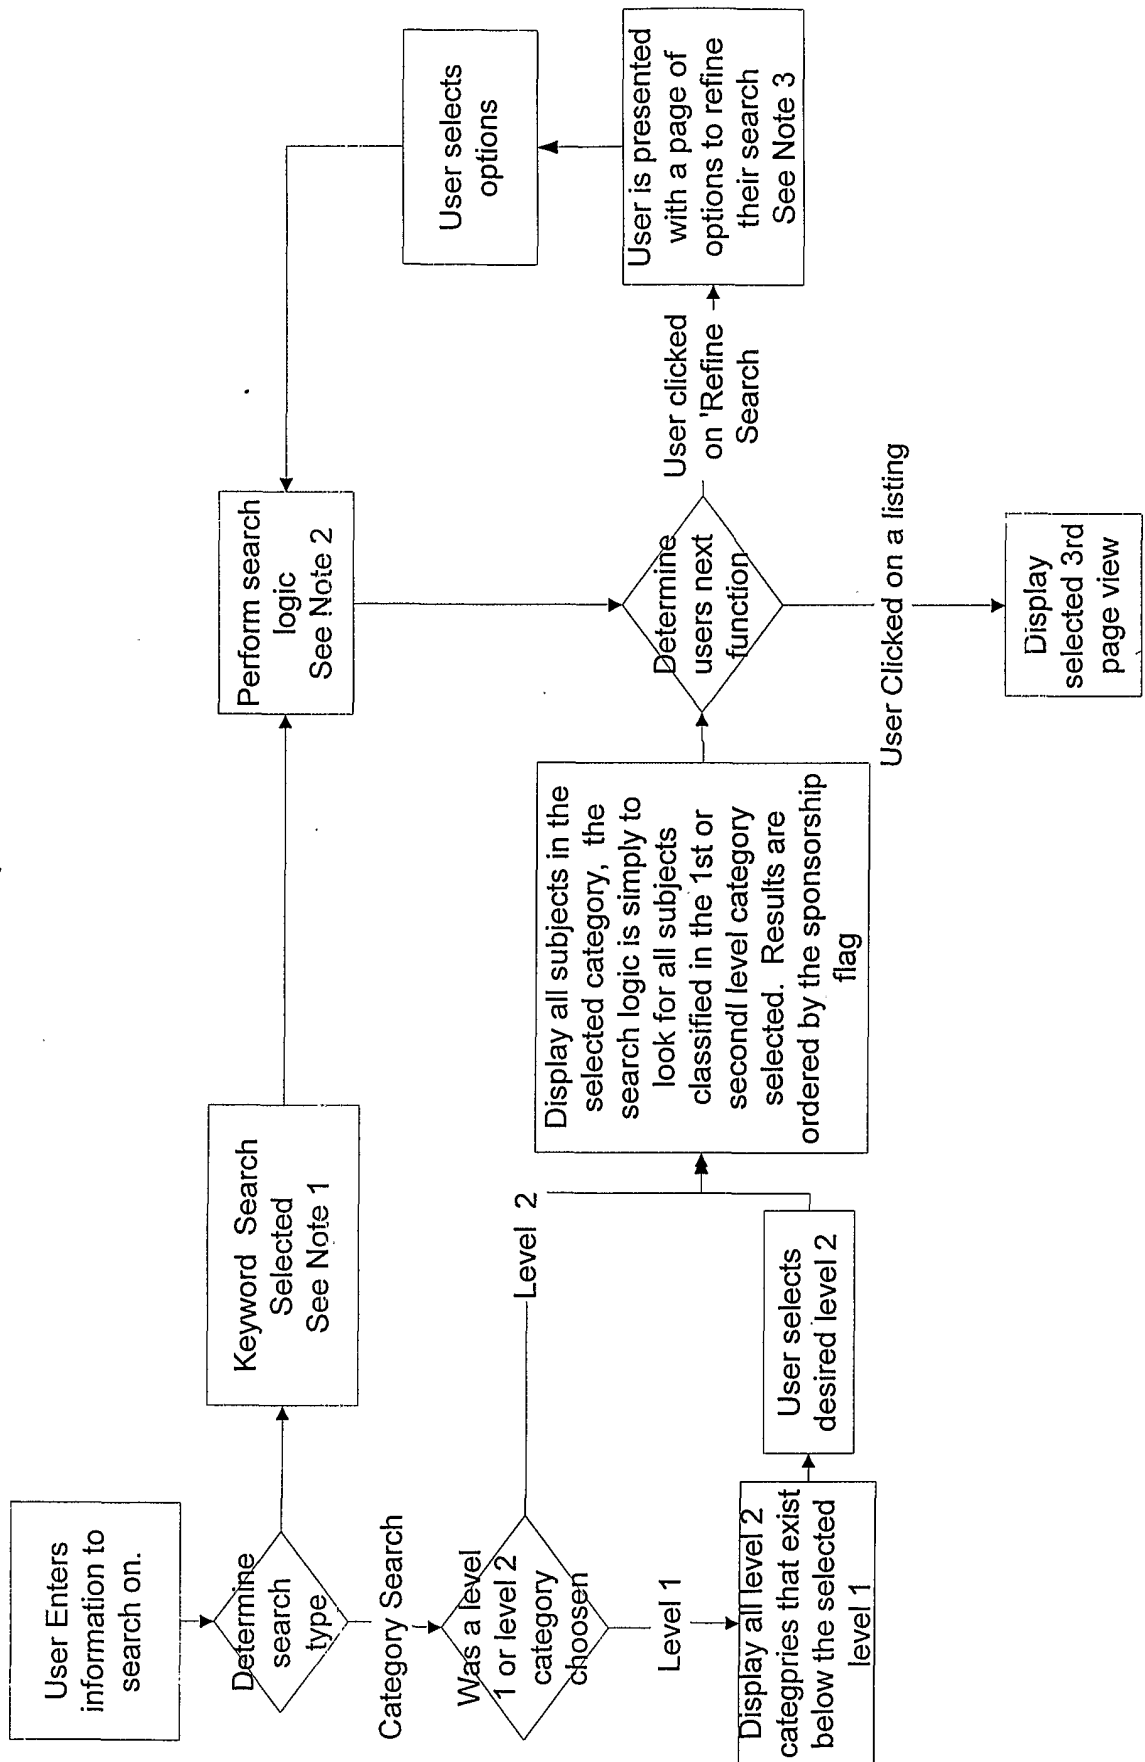 User Enters
information to
search on.
Determine
search
type
Keyword Search
Selected
See Note 1
Perform search
logic
See Note 2
User selects
options
Category Search
Was a level
1 or level 2
category
choosen
Level 2
Level 1
Display all level 2
categpries that exist
below the selected
level 1
User selects
desired level 2
Display all subjects in the
selected category, the
search logic is simply to
look for all subjects
classified in the 1st or
secondl level category
selected. Results are
ordered by the sponsorship
flag
Determine
users next
function
User clicked
on 'Refine
Search
User is presented
with a page of
options to refine
their search
See Note 3
User Clicked on a listing
Display
selected 3rd
page view